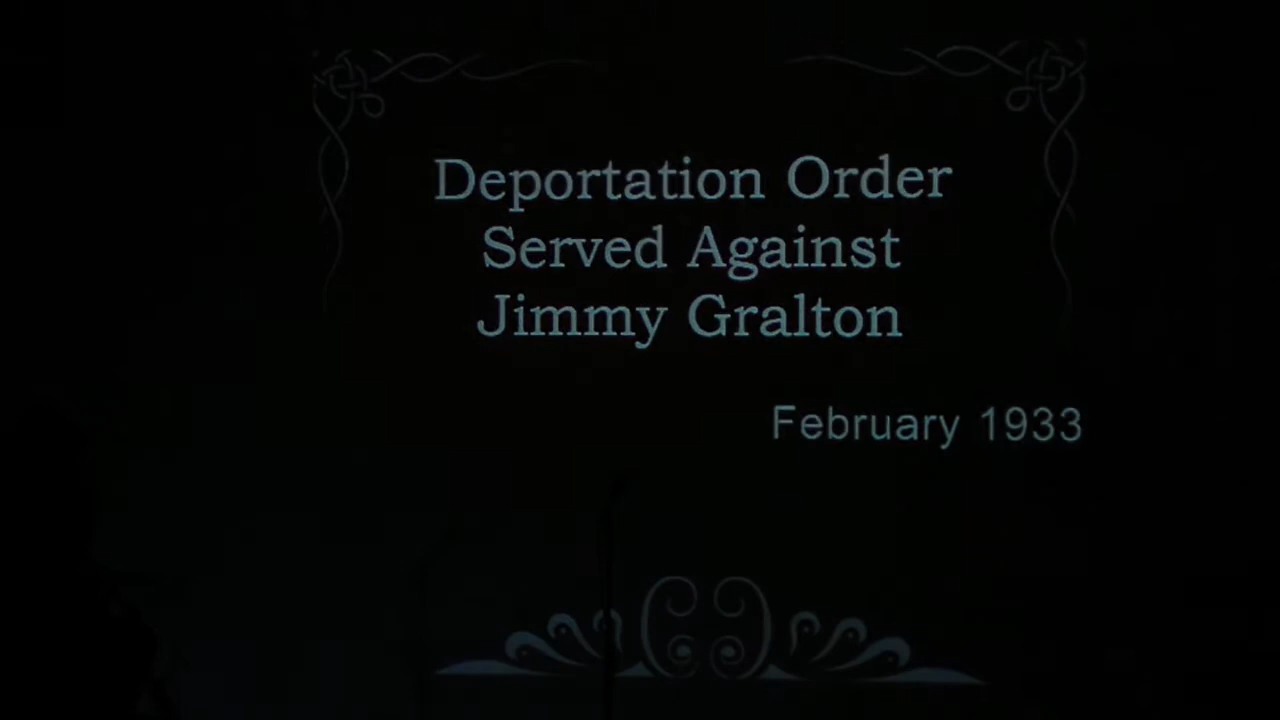 Deportation Order
Served Against
Jimmy Gralton
February 1933